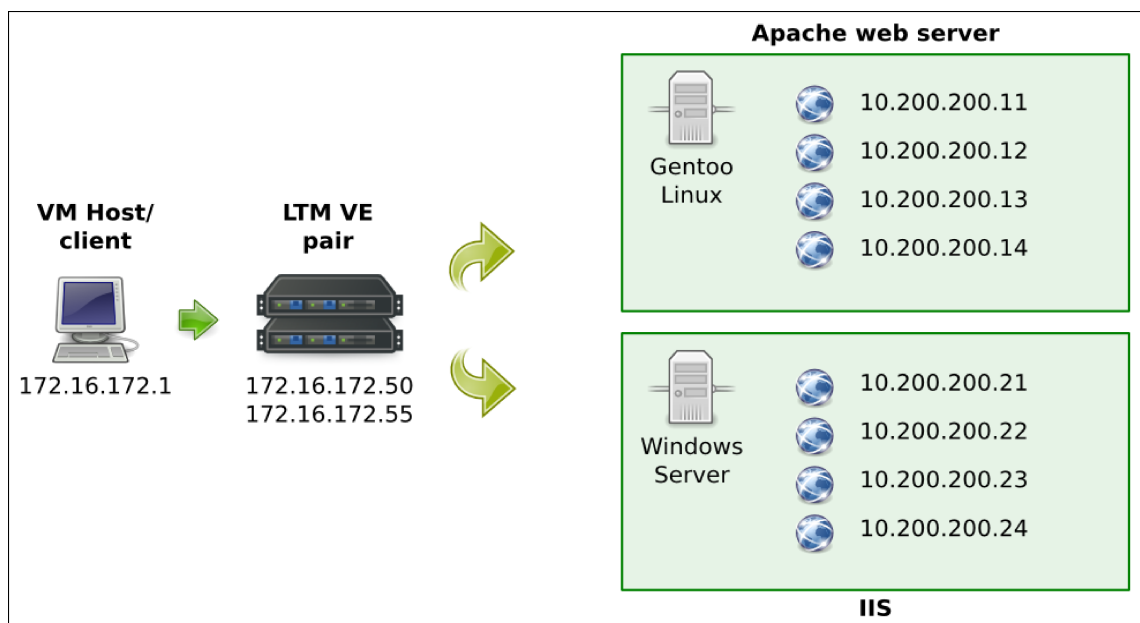 Apache web server
Gentoo
Linux
10.200.200.11
10.200.200.12
10.200.200.13
10.200.200.14
VM Host/
client
172.16.172.1
LTM VE
pair
172.16.172.50
172.16.172.55
Windows
Server
10.200.200.21
10.200.200.22
10.200.200.23
10.200.200.24
IIS